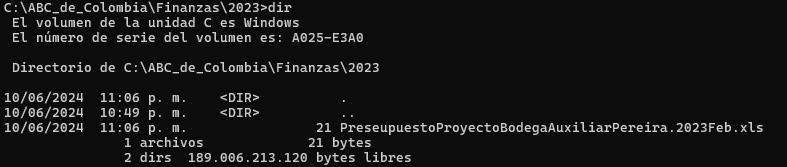 C:\ABC_de_Colombia\Finanzas\2023>dir
El volumen de la unidad C es Windows
El número de serie del volumen es: A025-E3A0
Directorio de C:\ABC_de_Colombia\Finanzas\2023
10/06/2024  11:06 p. m.    <DIR>          .
10/06/2024  10:49 p. m.    <DIR>          ..
10/06/2024  11:06 p. m.                21 PreseupuestoProyectoBodegaAuxiliarPereira.2023Feb.xls
1 archivos             21 bytes
2 dirs  189.006.213.120 bytes libres